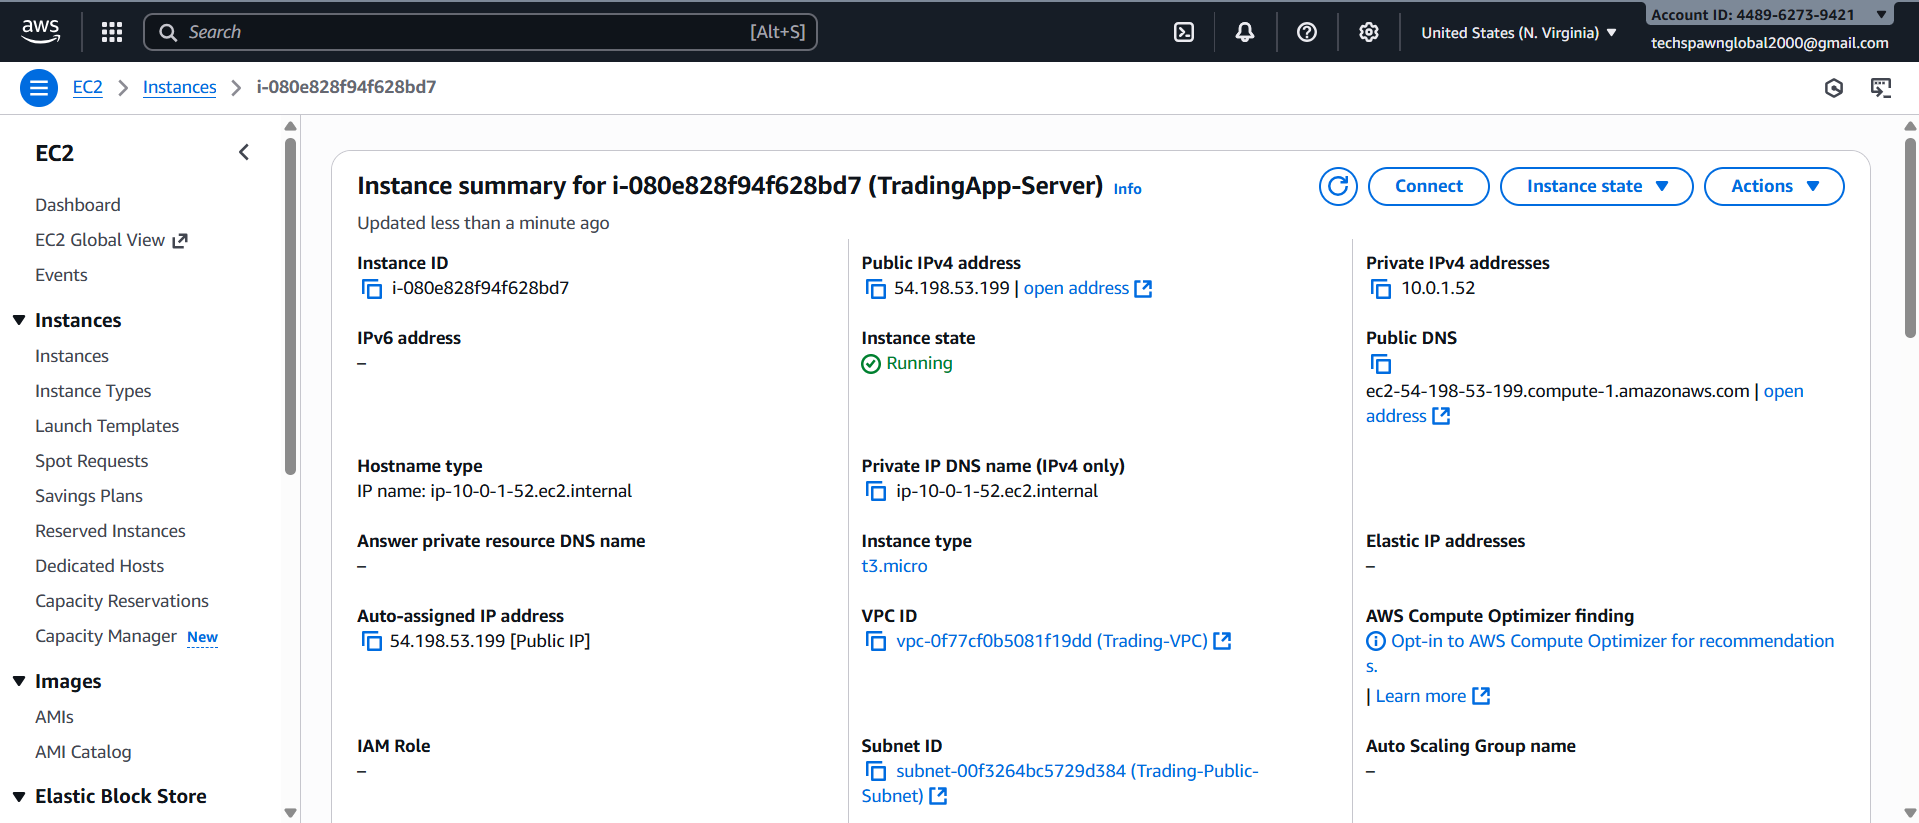 aws
Search
[Alt+S]
United States (N. Virginia)
Account ID: 4489-6273-9421
techspawnglobal2000@gmail.com
EC2
Instances
i-080e828f94f628bd7
EC2
Dashboard
EC2 Global View
Events
Instances
Instances
Instance Types
Launch Templates
Spot Requests
Savings Plans
Reserved Instances
Dedicated Hosts
Capacity Reservations
Capacity Manager New
Images
AMIs
AMI Catalog
Elastic Block Store
Instance summary for i-080e828f94f628bd7 (TradingApp-Server) Info
Updated less than a minute ago
Connect
Instance state
Actions
Instance ID
i-080e828f94f628bd7
Public IPv4 address
54.198.53.199 | open address
Private IPv4 addresses
10.0.1.52
IPv6 address
–
Instance state
Running
Public DNS
ec2-54-198-53-199.compute-1.amazonaws.com | open
address
Hostname type
IP name: ip-10-0-1-52.ec2.internal
Private IP DNS name (IPv4 only)
ip-10-0-1-52.ec2.internal
Answer private resource DNS name
–
Instance type
t3.micro
Elastic IP addresses
–
Auto-assigned IP address
54.198.53.199 [Public IP]
VPC ID
vpc-0f77cf0b5081f19dd (Trading-VPC)
AWS Compute Optimizer finding
Opt-in to AWS Compute Optimizer for recommendation
s.
| Learn more
IAM Role
–
Subnet ID
subnet-00f3264bc5729d384 (Trading-Public-
Subnet)
Auto Scaling Group name
–